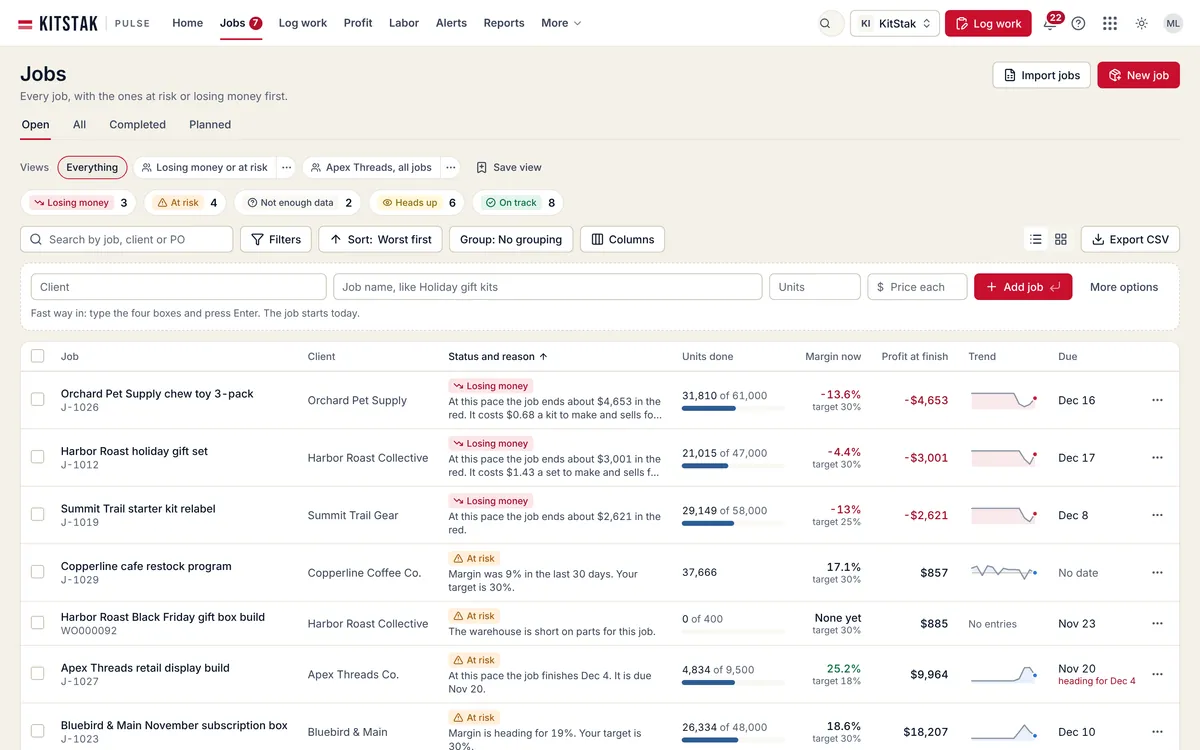 KITSTAK PULSE Home Jobs 7 Log work Profit Labor Alerts Reports More KI KitStak Log work 22 ML
Jobs
Every job, with the ones at risk or losing money first.
Import jobs New job
Open All Completed Planned
Views Everything Losing money or at risk ... Apex Threads, all jobs ... Save view
Losing money 3 At risk 4 Not enough data 2 Heads up 6 On track 8
Search by job, client or PO Filters Sort: Worst first Group: No grouping Columns Export CSV
Client Job name, like Holiday gift kits Units $ Price each Add job More options
Fast way in: type the four boxes and press Enter. The job starts today.
Job Client Status and reason Units done Margin now Profit at finish Trend Due
Orchard Pet Supply chew toy 3-pack
J-1026
Orchard Pet Supply
Losing money
At this pace the job ends about $4,653 in the
red. It costs $0.68 a kit to make and sells fo...
31,810 of 61,000
-13.6%
target 30%
-$4,653
Dec 16
Harbor Roast holiday gift set
J-1012
Harbor Roast Collective
Losing money
At this pace the job ends about $3,001 in the
red. It costs $1.43 a set to make and sells f...
21,015 of 47,000
-4.4%
target 30%
-$3,001
Dec 17
Summit Trail starter kit relabel
J-1019
Summit Trail Gear
Losing money
At this pace the job ends about $2,621 in the
red.
29,149 of 58,000
-13%
target 25%
-$2,621
Dec 8
Copperline cafe restock program
J-1029
Copperline Coffee Co.
At risk
Margin was 9% in the last 30 days. Your
target is 30%.
37,666
17.1%
target 30%
$857
No date
Harbor Roast Black Friday gift box build
WO000092
Harbor Roast Collective
At risk
The warehouse is short on parts for this job.
0 of 400
None yet
target 30%
$885
No entries
Nov 23
Apex Threads retail display build
J-1027
Apex Threads Co.
At risk
At this pace the job finishes Dec 4. It is due
Nov 20.
4,834 of 9,500
25.2%
target 18%
$9,964
Nov 20
heading for Dec 4
Bluebird & Main November subscription box
J-1023
Bluebird & Main
At risk
Margin is heading for 19%. Your target is
30%.
26,334 of 48,000
18.6%
target 30%
$18,207
Dec 10